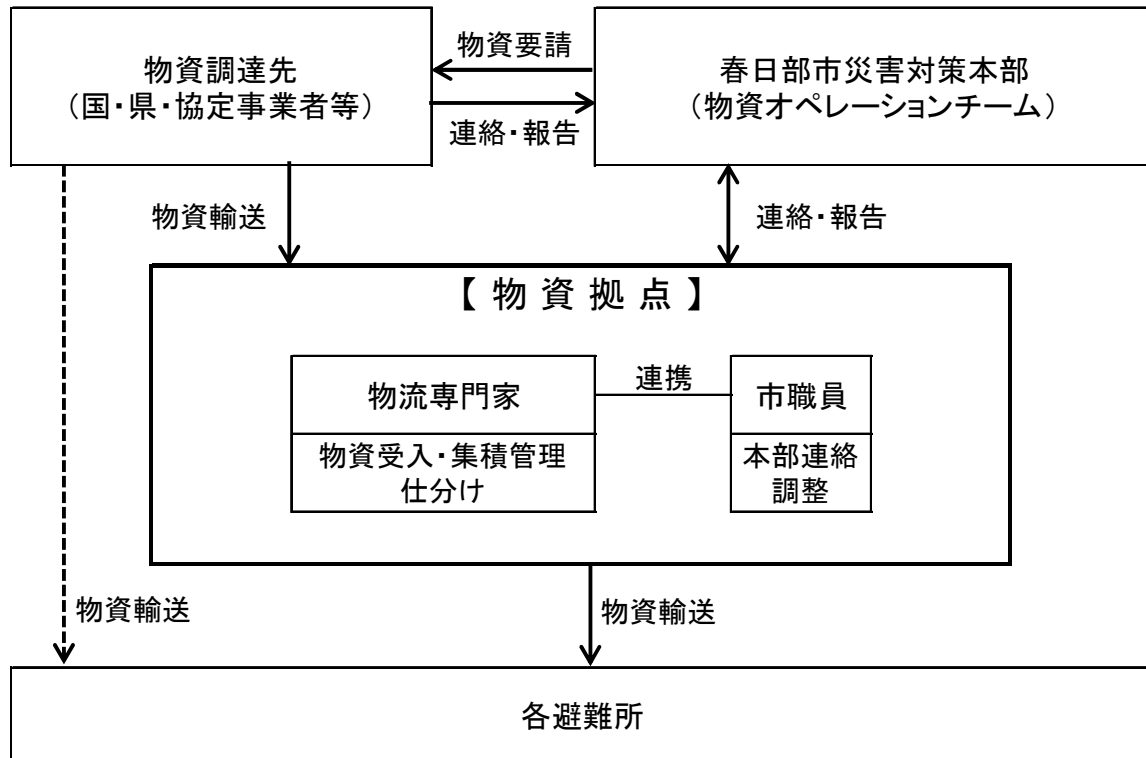 物資調達先
（国・県・協定事業者等）
物資要請
連絡・報告
春日部市災害対策本部
（物資オペレーションチーム）
物資輸送
連絡・報告
【物資拠点】
物流専門家
連携
市職員
物資受入・集積管理
仕分け
本部連絡
調整
物資輸送
物資輸送
各避難所